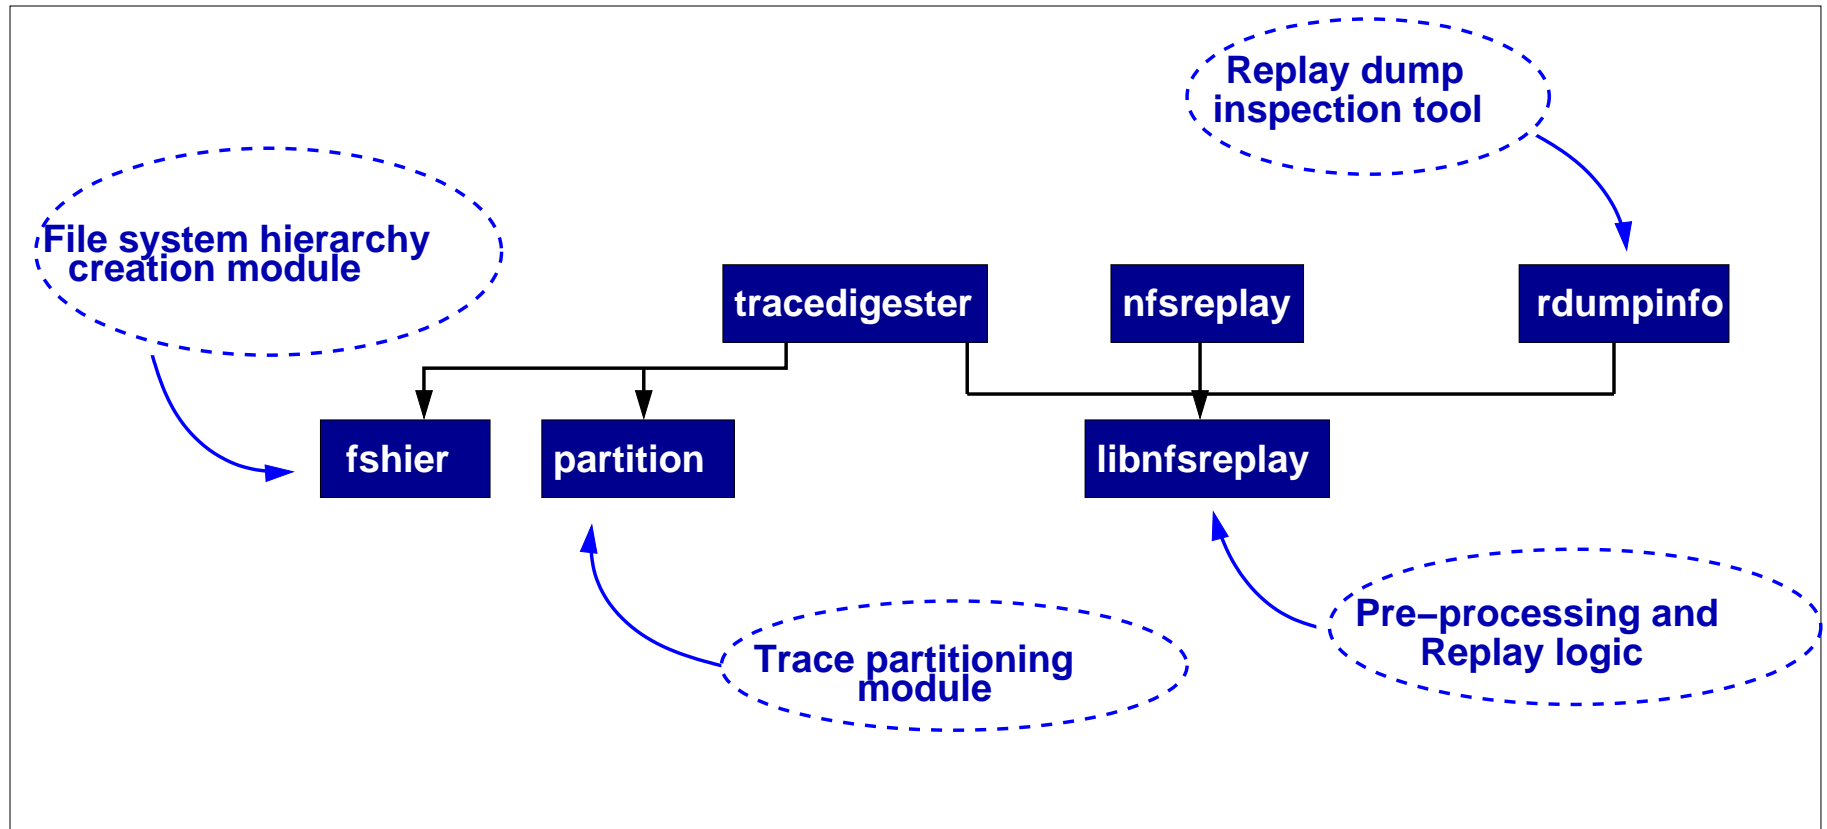 Replay dump
inspection tool
File system hierarchy
creation module
tracedigester
nfsreplay
rdumpinfo
fshier
partition
libnfsreplay
Trace partitioning
module
Pre−processing and
Replay logic